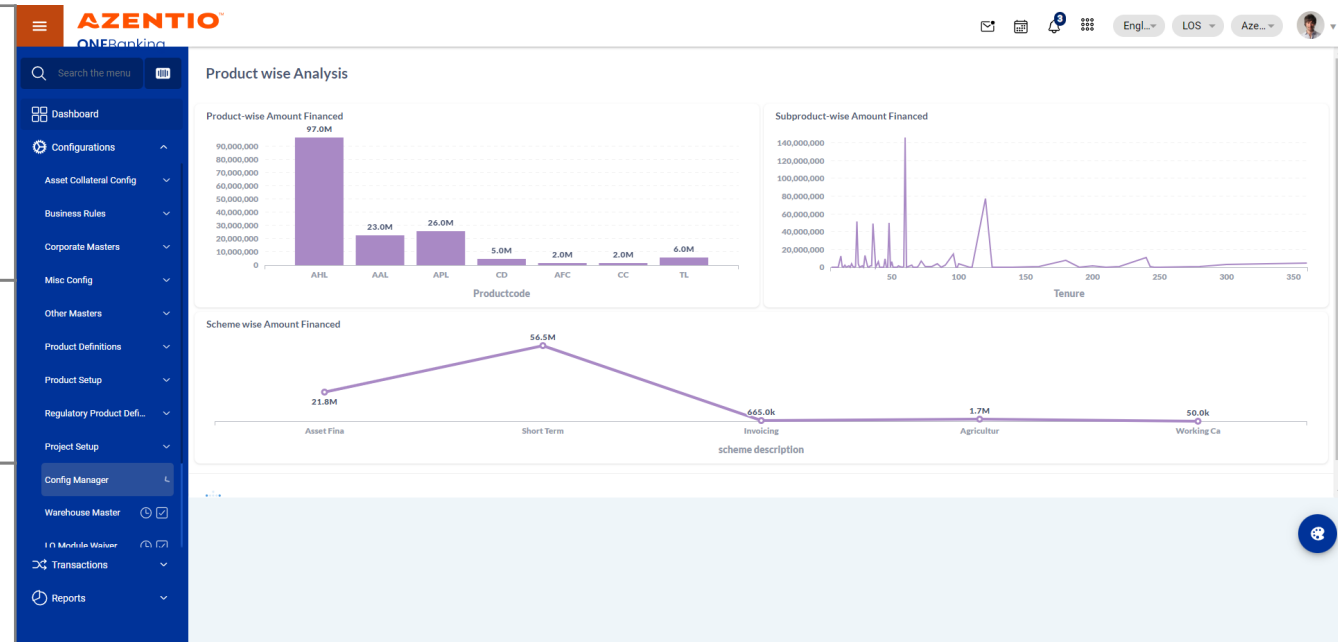 AZENTIO
ONEBanking
3
Engl...
LOS
Aze...
Search the menu
Dashboard
Configurations
Asset Collateral Config
Business Rules
Corporate Masters
Misc Config
Other Masters
Product Definitions
Product Setup
Regulatory Product Defi...
Project Setup
Config Manager
Warehouse Master
LO Module Waiver
Transactions
Reports
Product wise Analysis
Product-wise Amount Financed
97.0M
90,000,000
80,000,000
70,000,000
60,000,000
50,000,000
40,000,000
30,000,000
20,000,000
10,000,000
0
23.0M
26.0M
5.0M
2.0M
2.0M
6.0M
AHL AAL APL CD AFC CC TL
Productcode
Subproduct-wise Amount Financed
140,000,000
120,000,000
100,000,000
80,000,000
60,000,000
40,000,000
20,000,000
0
50 100 150 200 250 300 350
Tenure
Scheme wise Amount Financed
56.5M
21.8M
665.0k
1.7M
50.0k
Asset Fina Short Term Invoicing Agricultur Working Ca
scheme description